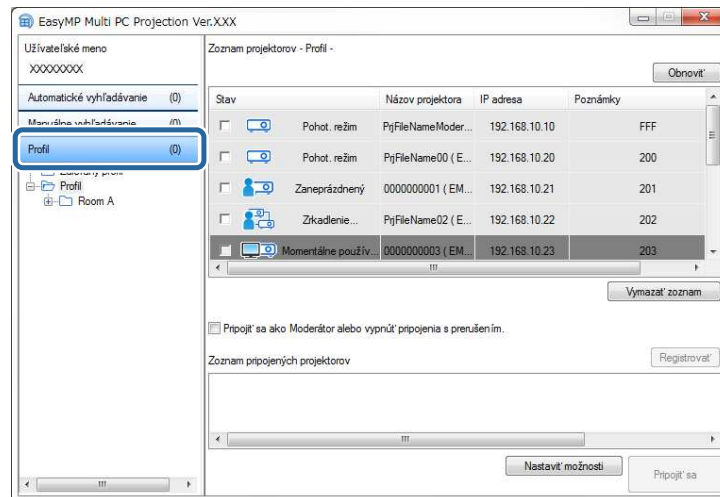 EasyMP Multi PC Projection Ver.XXX
Užívateľské meno
XXXXXXXX
Automatické vyhľadávanie (0)
Manuálne vyhľadávanie (0)
Profil (0)
Profil
Room A
Zoznam projektorov - Profil -
Obnoviť
Stav Názov projektora IP adresa Poznámky
Pohot. režim PrjFileNameModer... 192.168.10.10 FFF
Pohot. režim PrjFileName00 ( E... 192.168.10.20 200
Zaneprázdnený 0000000001 ( EM... 192.168.10.21 201
Zrkadlenie... PrjFileName02 ( E... 192.168.10.22 202
Momentálne použív... 0000000003 ( EM... 192.168.10.23 203
Vymazať zoznam
Pripojiť sa ako Moderátor alebo vypnúť pripojenia s prerušením.
Zoznam pripojených projektorov
Registrovať
Nastaviť možnosti
Pripojiť sa